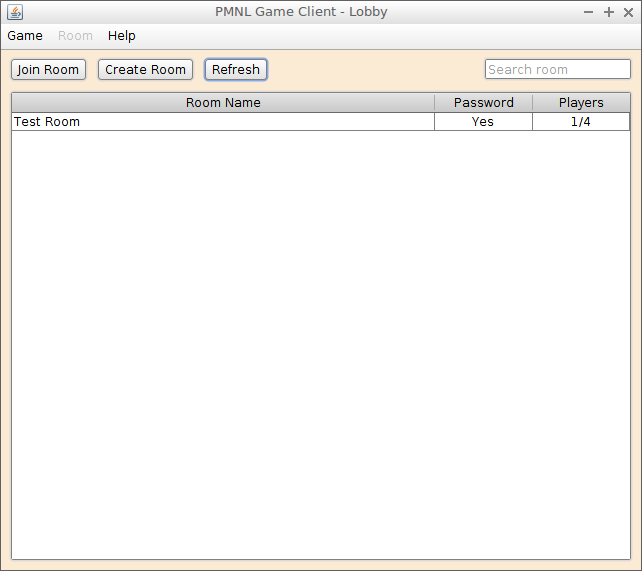 PMNL Game Client - Lobby
Game Room Help
Join Room Create Room Refresh Search room
Room Name Password Players
Test Room Yes 1/4